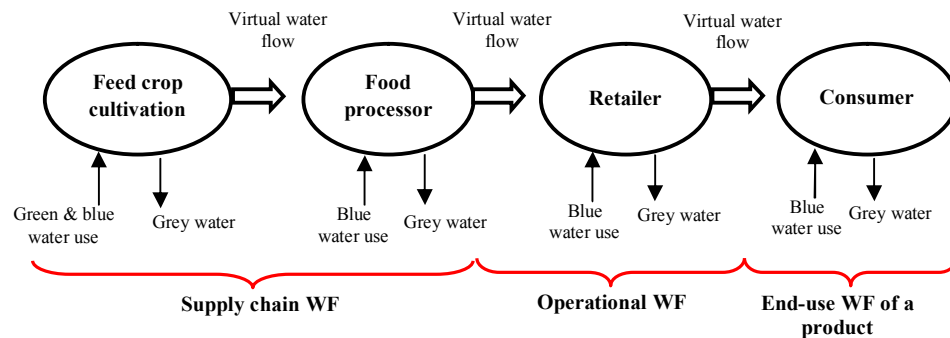 Virtual water
flow
Virtual water
flow
Virtual water
flow
Feed crop
cultivation
Food
processor
Retailer
Consumer
Green & blue
water use
Grey water
Blue
water use
Grey water
Blue
water use
Grey water
Blue
water use
Grey water
Supply chain WF
Operational WF
End-use WF of a
product